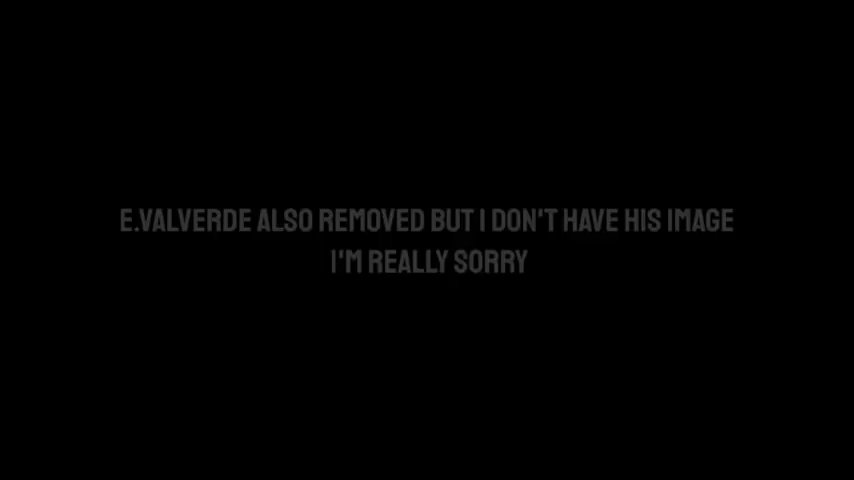 E.VALVERDE ALSO REMOVED BUT I DON'T HAVE HIS IMAGE
I'M REALLY SORRY